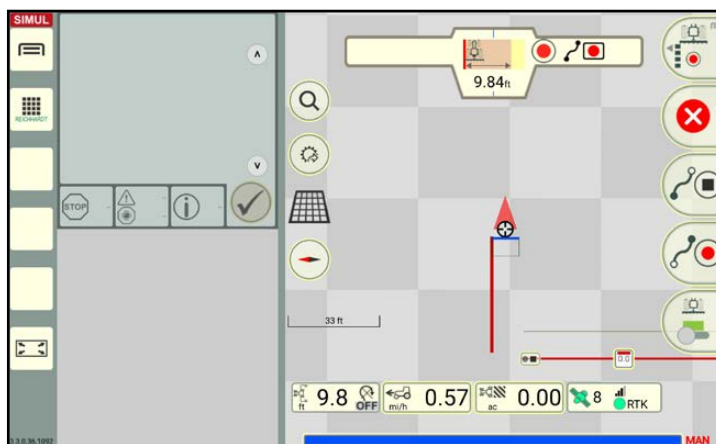 SIMUL
9.84ft
REICHHARDT
STOP
33 ft
ft 9.8 OFF
mi/h 0.57
ac 0.00
8 RTK
MAN